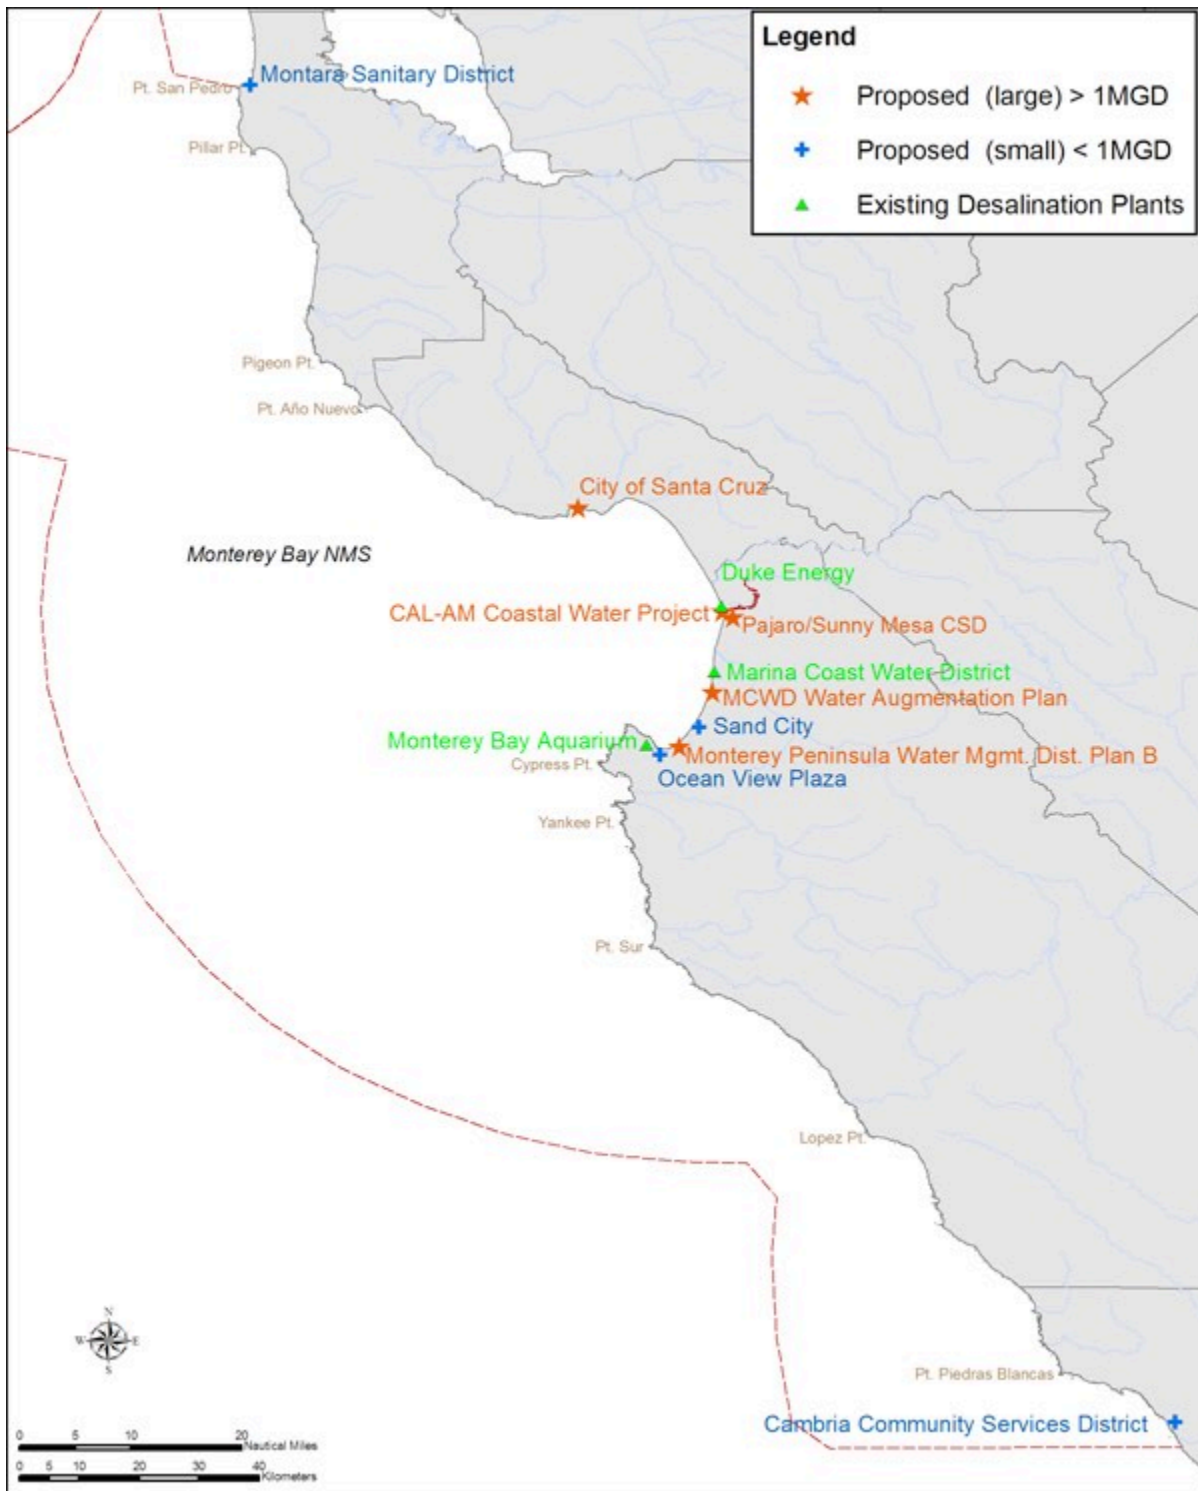 Legend
Proposed (large) > 1MGD
Proposed (small) < 1MGD
Existing Desalination Plants
Montara Sanitary District
Pt. San Pedro
Pillar Pt.
Pigeon Pt.
Pt. Año Nuevo
City of Santa Cruz
Monterey Bay NMS
Duke Energy
CAL-AM Coastal Water Project
Pajaro/Sunny Mesa CSD
Marina Coast Water District
MCWD Water Augmentation Plan
Sand City
Monterey Bay Aquarium
Monterey Peninsula Water Mgmt. Dist. Plan B
Cypress Pt.
Ocean View Plaza
Yankee Pt.
Pt. Sur
Lopez Pt.
N
W E
S
Pt. Piedras Blancas
Cambria Community Services District
0 5 10 20
Nautical Miles
0 5 10 20 30 40
Kilometers